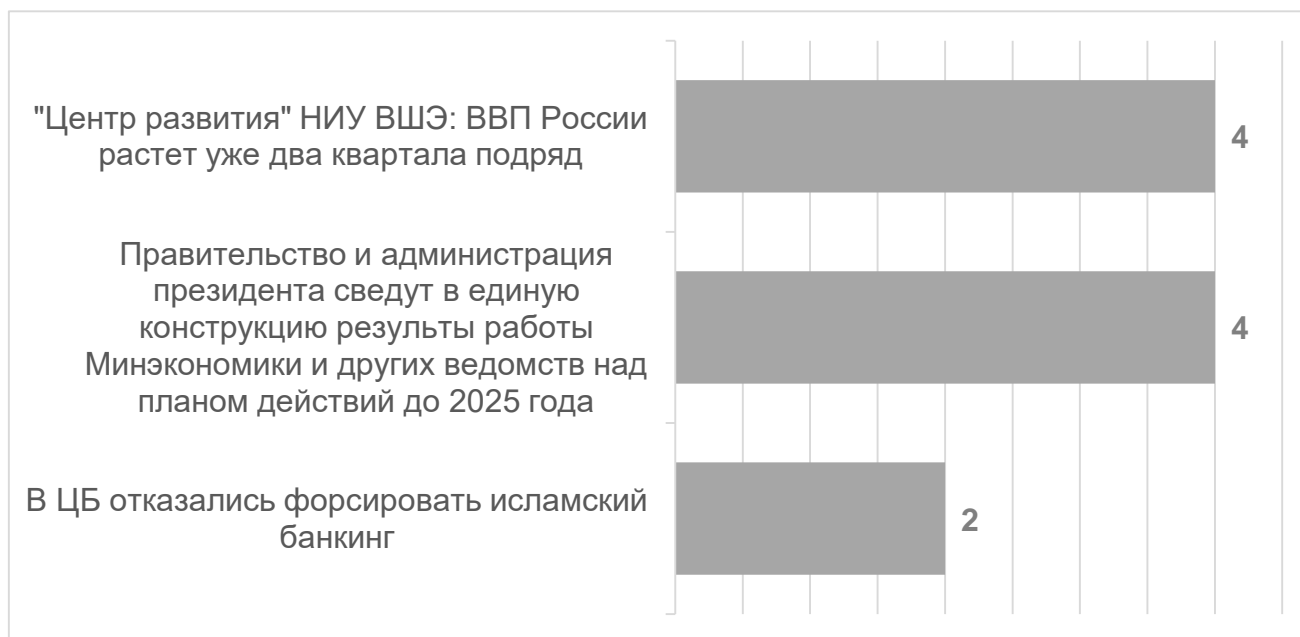 "Центр развития" НИУ ВШЭ: ВВП России
растет уже два квартала подряд
4
Правительство и администрация
президента сведут в единую
конструкцию результы работы
Минэкономики и других ведомств над
планом действий до 2025 года
4
В ЦБ отказались форсировать исламский
банкинг
2